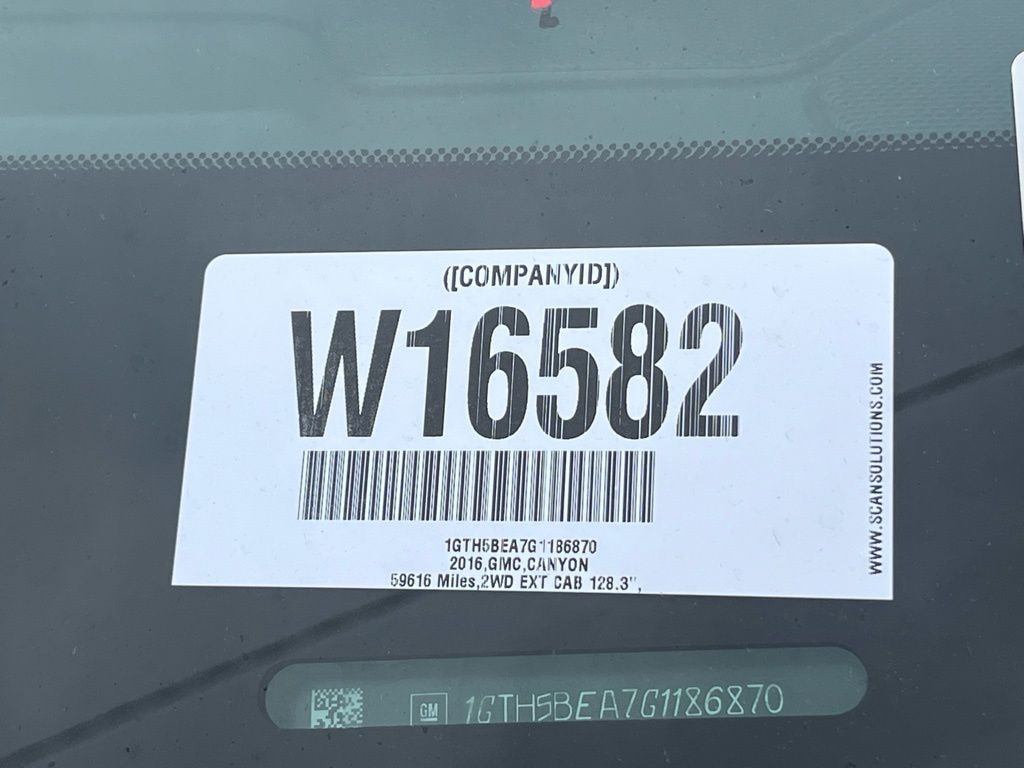 ([COMPANYID])
W16582
1GTH5BEA7G1186870
2016,GMC,CANYON
59616 Miles,2WD EXT CAB 128.3",
WWW.SCANSOLUTIONS.COM
GM 1GTH5BEA7G1186870